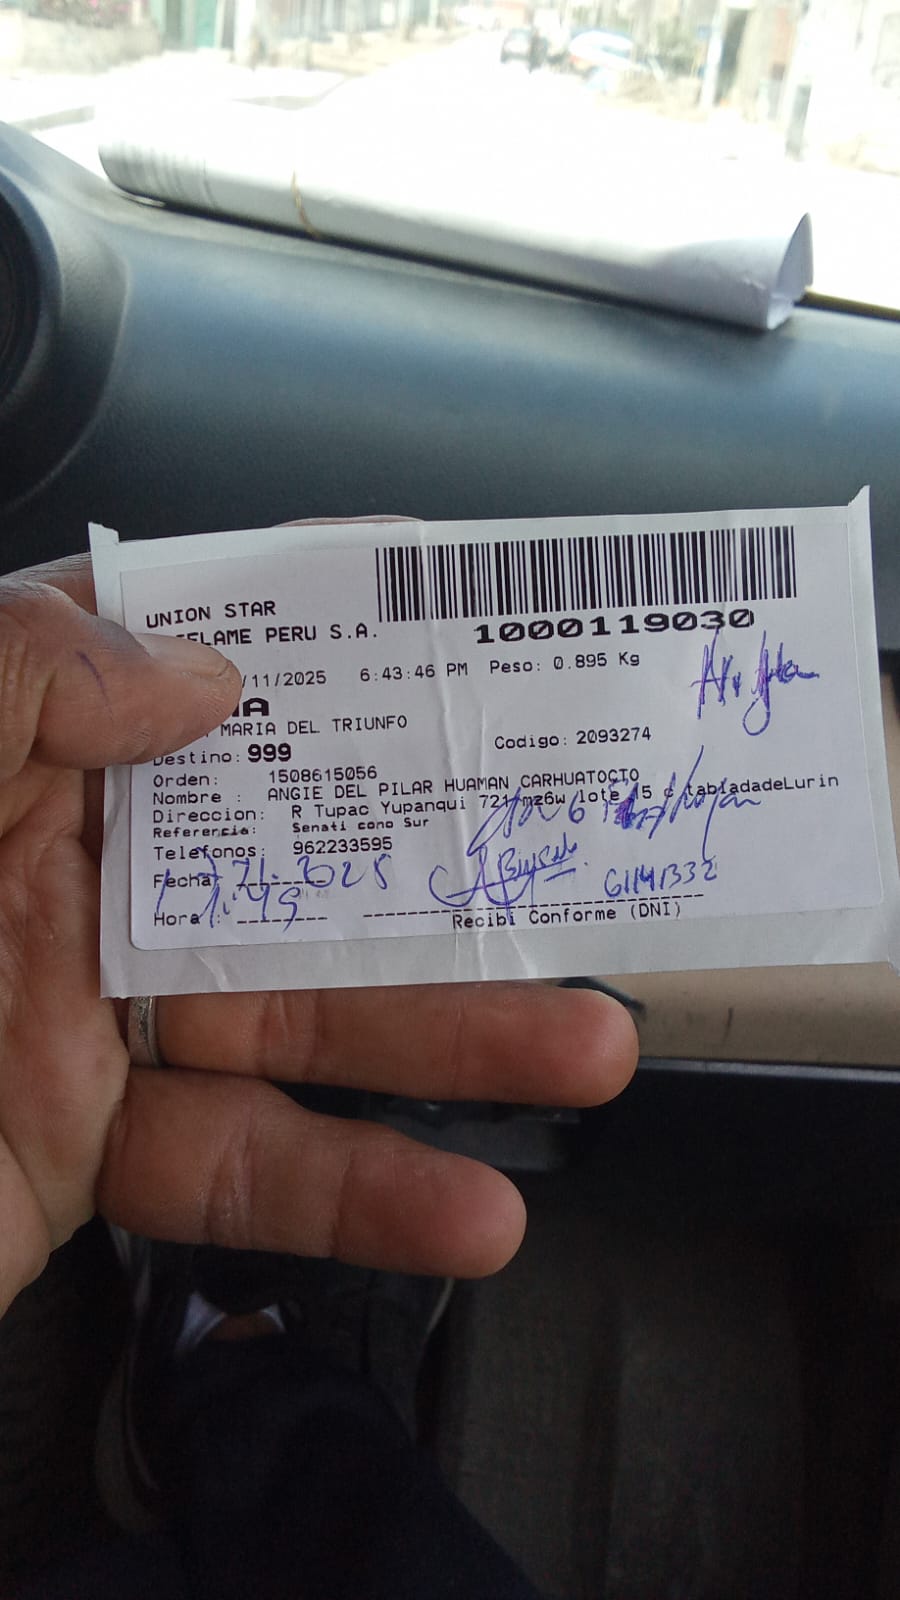 UNION STAR
FLAME PERU S.A.
1000119030
/11/2025 6:43:46 PM Peso: 0.895 Kg
MARIA DEL TRIUNFO
Destino: 999 Codigo: 2093274
Orden: 1508615056
Nombre : ANGIE DEL PILAR HUAMAN CARHUATOCTO
Direccion: R Tupac Yupanqui 721 mz6w lote 15 c tabladadeLurin
Referercia: Senati cono Sur
Telefonos: 962233595
Fecha
61141332
Hora :
Recibi Conforme (DNI)